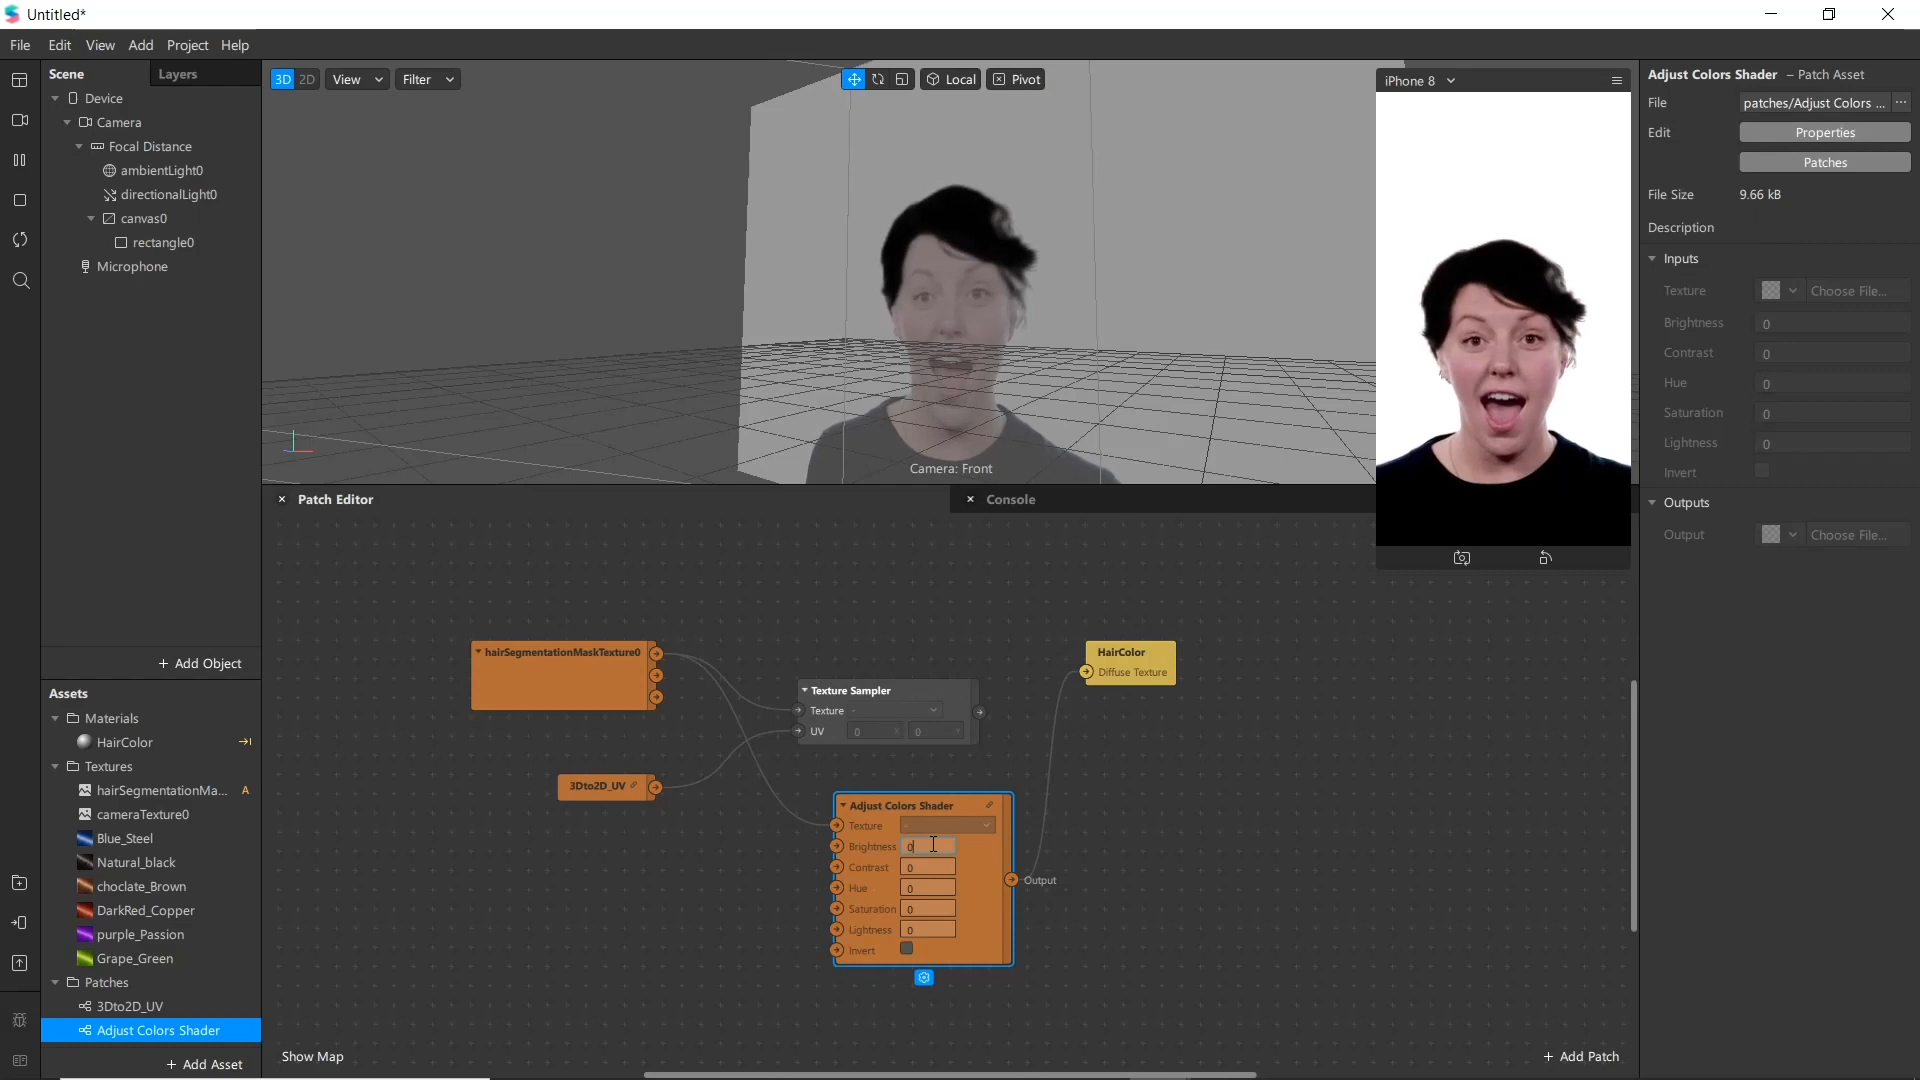 Untitled*
File Edit View Add Project Help
Scene Layers
Device
Camera
Focal Distance
ambientLight0
directionalLight0
canvas0
rectangle0
Microphone
+ Add Object
Assets
Materials
HairColor
Textures
hairSegmentationMa... A
cameraTexture0
Blue_Steel
Natural_black
choclate_Brown
DarkRed_Copper
purple_Passion
Grape_Green
Patches
3Dto2D_UV
Adjust Colors Shader
+ Add Asset
3D 2D View Filter
Local Pivot
Camera: Front
iPhone 8
× Patch Editor
× Console
hairSegmentationMaskTexture0
3Dto2D_UV
Texture Sampler
Texture -
UV 0 X 0 Y
Adjust Colors Shader
Texture -
Brightness 0
Contrast 0
Hue 0
Saturation 0
Lightness 0
Invert
Output
HairColor
Diffuse Texture
Show Map
+ Add Patch
Adjust Colors Shader – Patch Asset
File patches/Adjust Colors ... ...
Edit Properties
Patches
File Size 9.66 kB
Description
Inputs
Texture Choose File...
Brightness 0
Contrast 0
Hue 0
Saturation 0
Lightness 0
Invert
Outputs
Output Choose File...